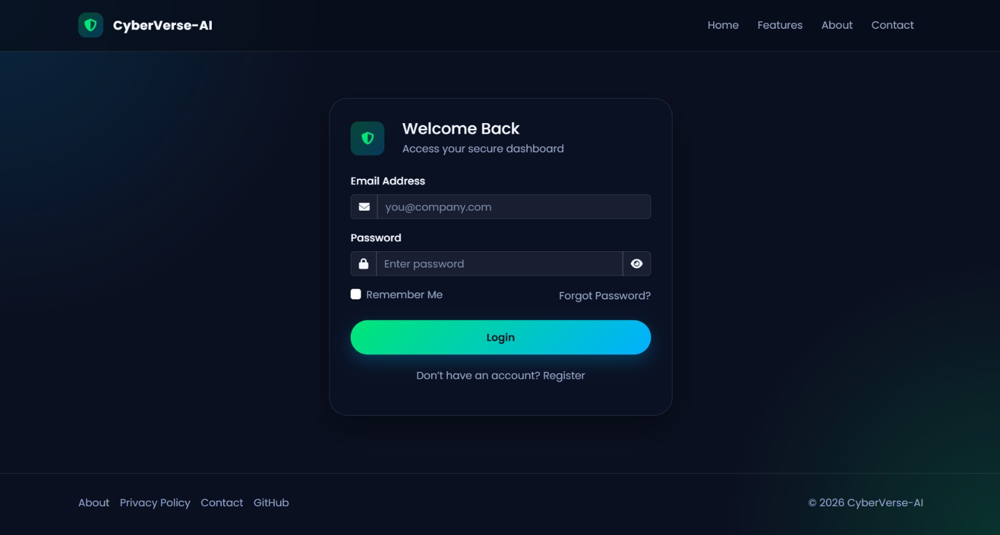 CyberVerse-AI
Home Features About Contact
Welcome Back
Access your secure dashboard
Email Address
you@company.com
Password
Enter password
Remember Me Forgot Password?
Login
Don’t have an account? Register
About Privacy Policy Contact GitHub
© 2026 CyberVerse-AI